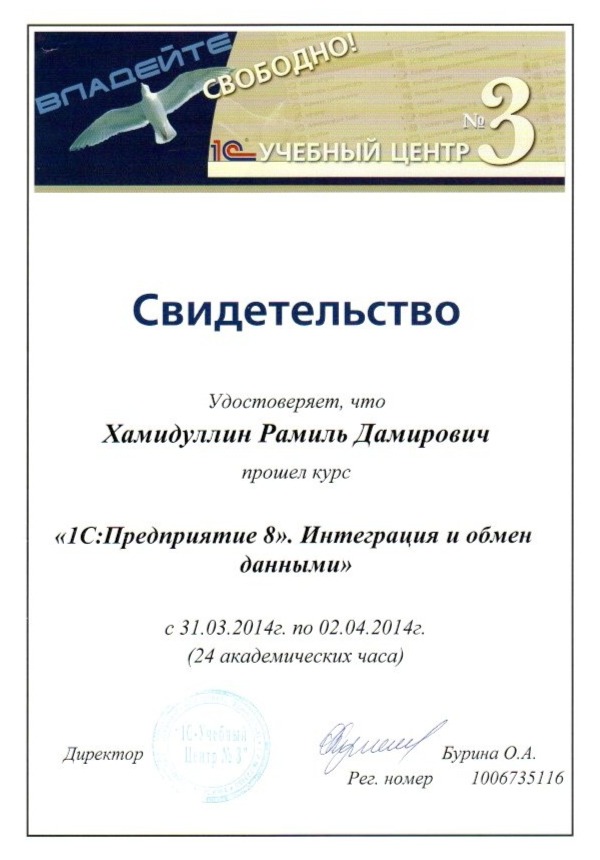 ВЛАДЕЙТЕ
СВОБОДНО!
1С УЧЕБНЫЙ ЦЕНТР №3
Свидетельство
Удостоверяет, что
Хамидуллин Рамиль Дамирович
прошел курс
«1С:Предприятие 8». Интеграция и обмен
данными»
с 31.03.2014г. по 02.04.2014г.
(24 академических часа)
"1С-Учебный
Центр № 3"
Директор
Бурина О.А.
Рег. номер 1006735116